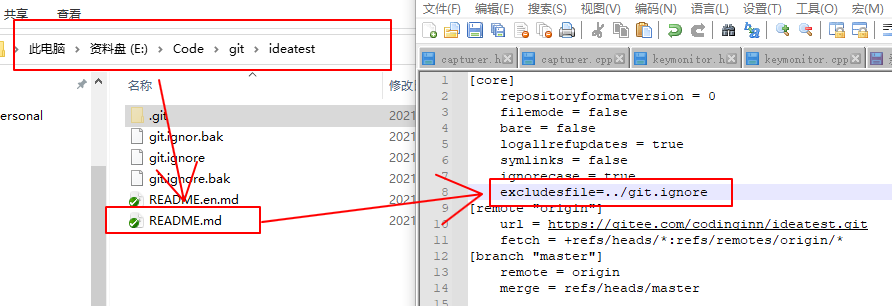 共享 查看
此电脑 资料盘 (E:) Code git ideatest
名称 修改日
ersonal
.git 2021
git.ignor.bak 2021
git.ignore 2021
git.ignore.bak 2021
README.en.md 2021
README.md 2021
文件(F) 编辑(E) 搜索(S) 视图(V) 编码(N) 语言(L) 设置(T) 工具(O) 宏(M)
capturer.h capturer.cpp keymonitor.h keymonitor.cpp
1 [core]
2 repositoryformatversion = 0
3 filemode = false
4 bare = false
5 logallrefupdates = true
6 symlinks = false
7 ignorecase = true
8 excludesfile=../git.ignore
9 [remote "origin"]
10 url = https://gitee.com/codinginn/ideatest.git
11 fetch = +refs/heads/*:refs/remotes/origin/*
12 [branch "master"]
13 remote = origin
14 merge = refs/heads/master